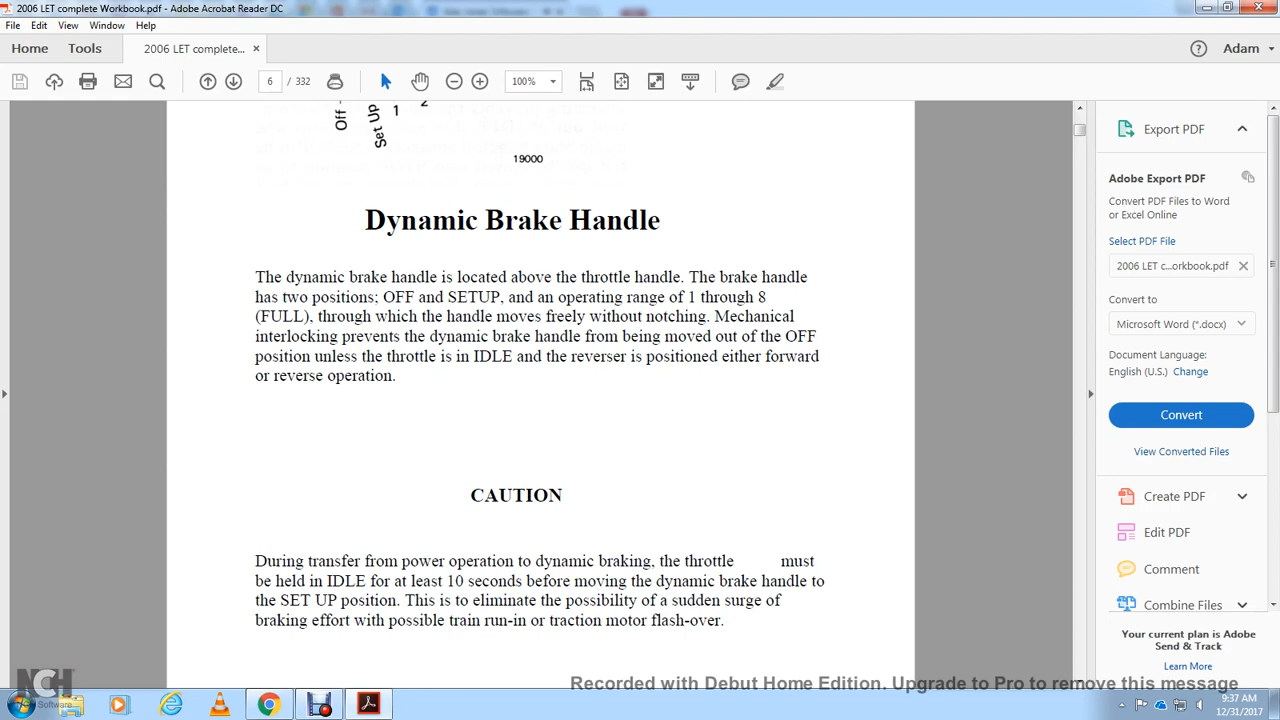 2006 LET complete Workbook.pdf - Adobe Acrobat Reader DC
File Edit View Window Help
Home Tools 2006 LET complete... × Adam
6 / 332 100%
Off
Set Up
1 2
19000
Dynamic Brake Handle
The dynamic brake handle is located above the throttle handle. The brake handle
has two positions; OFF and SETUP, and an operating range of 1 through 8
(FULL), through which the handle moves freely without notching. Mechanical
interlocking prevents the dynamic brake handle from being moved out of the OFF
position unless the throttle is in IDLE and the reverser is positioned either forward
or reverse operation.
CAUTION
During transfer from power operation to dynamic braking, the throttle must
be held in IDLE for at least 10 seconds before moving the dynamic brake handle to
the SET UP position. This is to eliminate the possibility of a sudden surge of
braking effort with possible train run-in or traction motor flash-over.
Export PDF
Adobe Export PDF
Convert PDF Files to Word
or Excel Online
Select PDF File
2006 LET c...orkbook.pdf
Convert to
Microsoft Word (*.docx)
Document Language:
English (U.S.) Change
Convert
View Converted Files
Create PDF
Edit PDF
Comment
Combine Files
Your current plan is Adobe
Send & Track
Learn More
Recorded with Debut Home Edition. Upgrade to Pro to remove this message
NCH Software
9:37 AM
12/31/2017